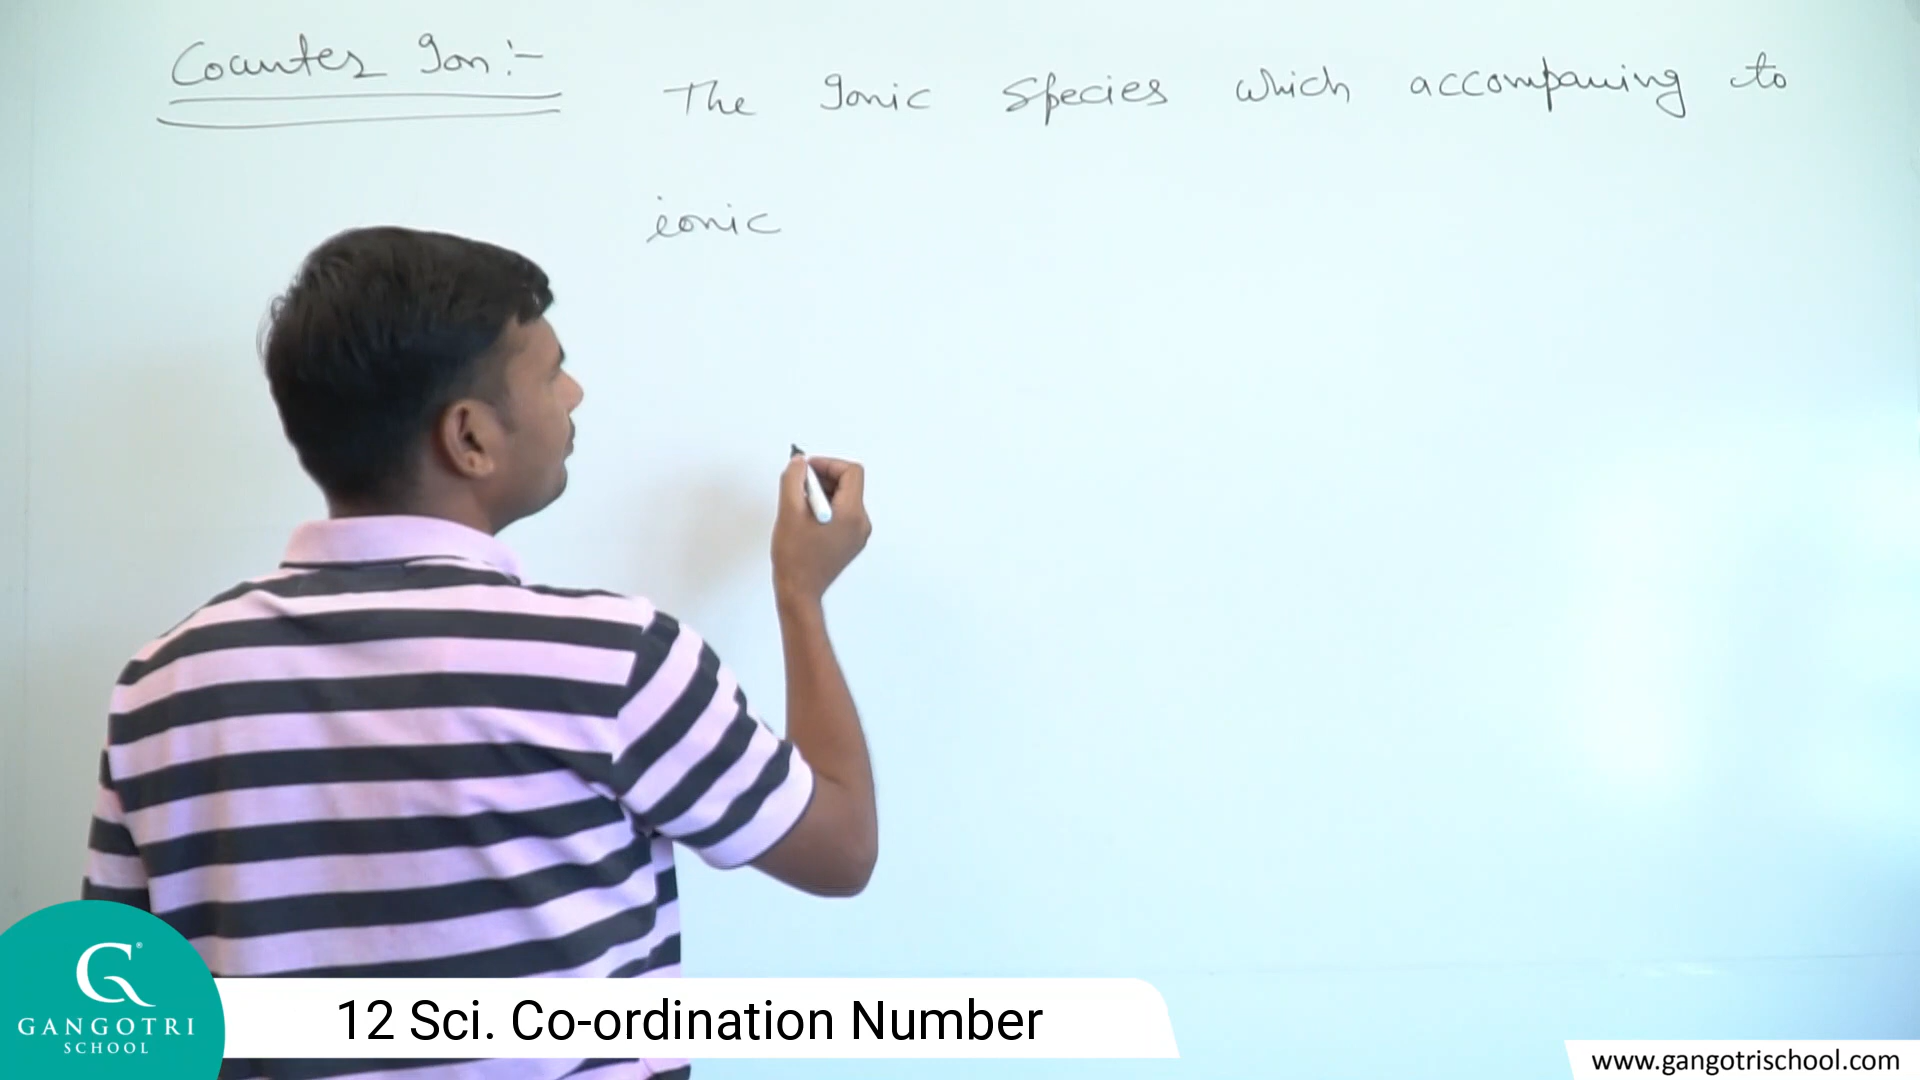 Counter Ion :-
The Ionic Species which accompaning to
ionic
G®
GANGOTRI
SCHOOL
12 Sci. Co-ordination Number
www.gangotrischool.com